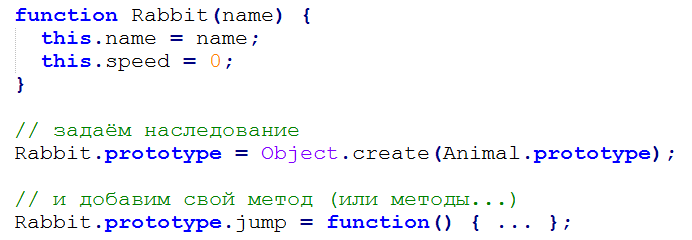 function Rabbit(name) {
  this.name = name;
  this.speed = 0;
}
// задаём наследование
Rabbit.prototype = Object.create(Animal.prototype);
// и добавим свой метод (или методы...)
Rabbit.prototype.jump = function() { ... };